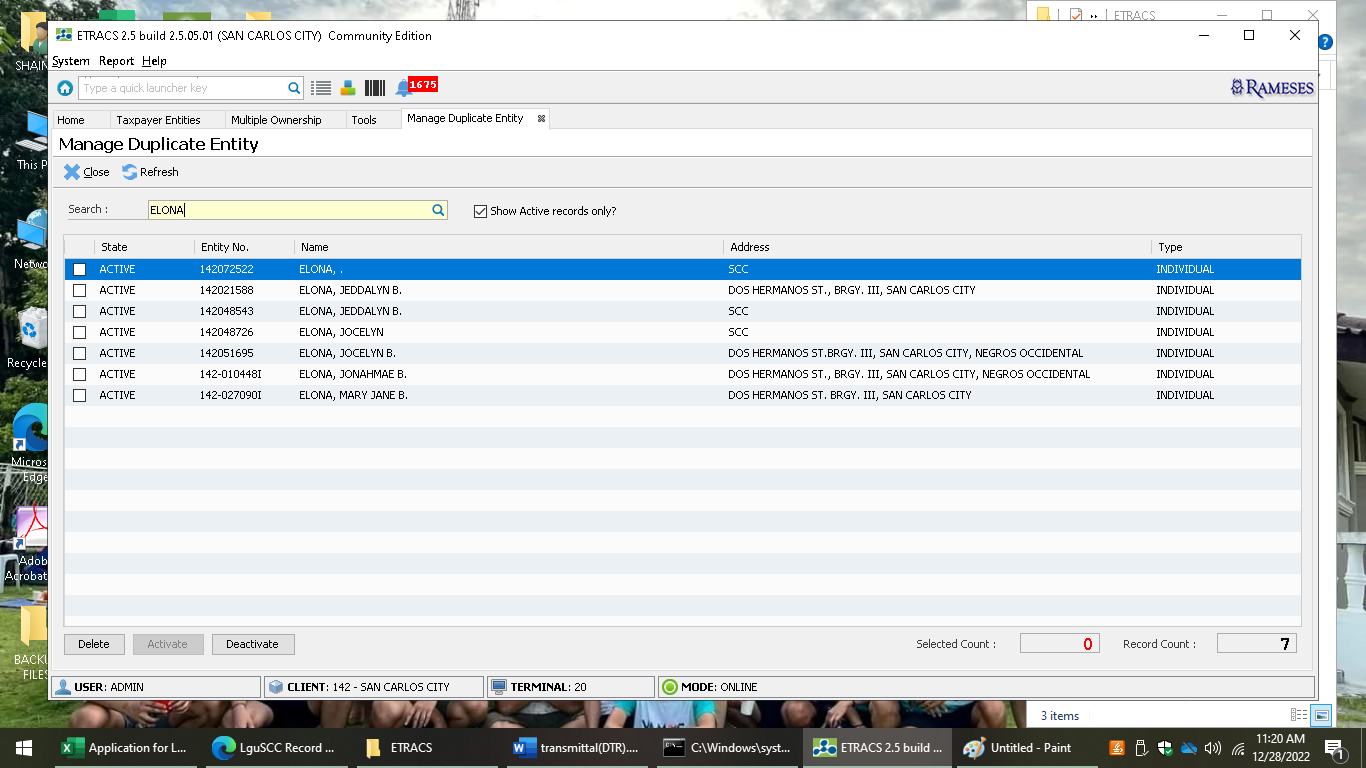 SHAIN
ETRACS
ETRACS 2.5 build 2.5.05.01 (SAN CARLOS CITY) Community Edition
System Report Help
Type a quick launcher key
1675
RAMESES
Home Taxpayer Entities Multiple Ownership Tools Manage Duplicate Entity
Manage Duplicate Entity
Close Refresh
Search : ELONA Show Active records only?
State Entity No. Name Address Type
ACTIVE 142072522 ELONA, . SCC INDIVIDUAL
ACTIVE 142021588 ELONA, JEDDALYN B. DOS HERMANOS ST., BRGY. III, SAN CARLOS CITY INDIVIDUAL
ACTIVE 142048543 ELONA, JEDDALYN B. SCC INDIVIDUAL
ACTIVE 142048726 ELONA, JOCELYN SCC INDIVIDUAL
ACTIVE 142051695 ELONA, JOCELYN B. DOS HERMANOS ST.BRGY. III, SAN CARLOS CITY, NEGROS OCCIDENTAL INDIVIDUAL
ACTIVE 142-010448I ELONA, JONAHMAE B. DOS HERMANOS ST., BRGY. III, SAN CARLOS CITY, NEGROS OCCIDENTAL INDIVIDUAL
ACTIVE 142-027090I ELONA, MARY JANE B. DOS HERMANOS ST. BRGY. III, SAN CARLOS CITY INDIVIDUAL
Delete Activate Deactivate Selected Count : 0 Record Count : 7
USER: ADMIN CLIENT: 142 - SAN CARLOS CITY TERMINAL: 20 MODE: ONLINE
This P
Netwo
Recycle
Micros
Edge
Adob
Acrobat
BACKU
FILES
3 items
Application for L... LguSCC Record ... ETRACS transmittal(DTR).... C:\Windows\syst... ETRACS 2.5 build ... Untitled - Paint 11:20 AM
12/28/2022
1